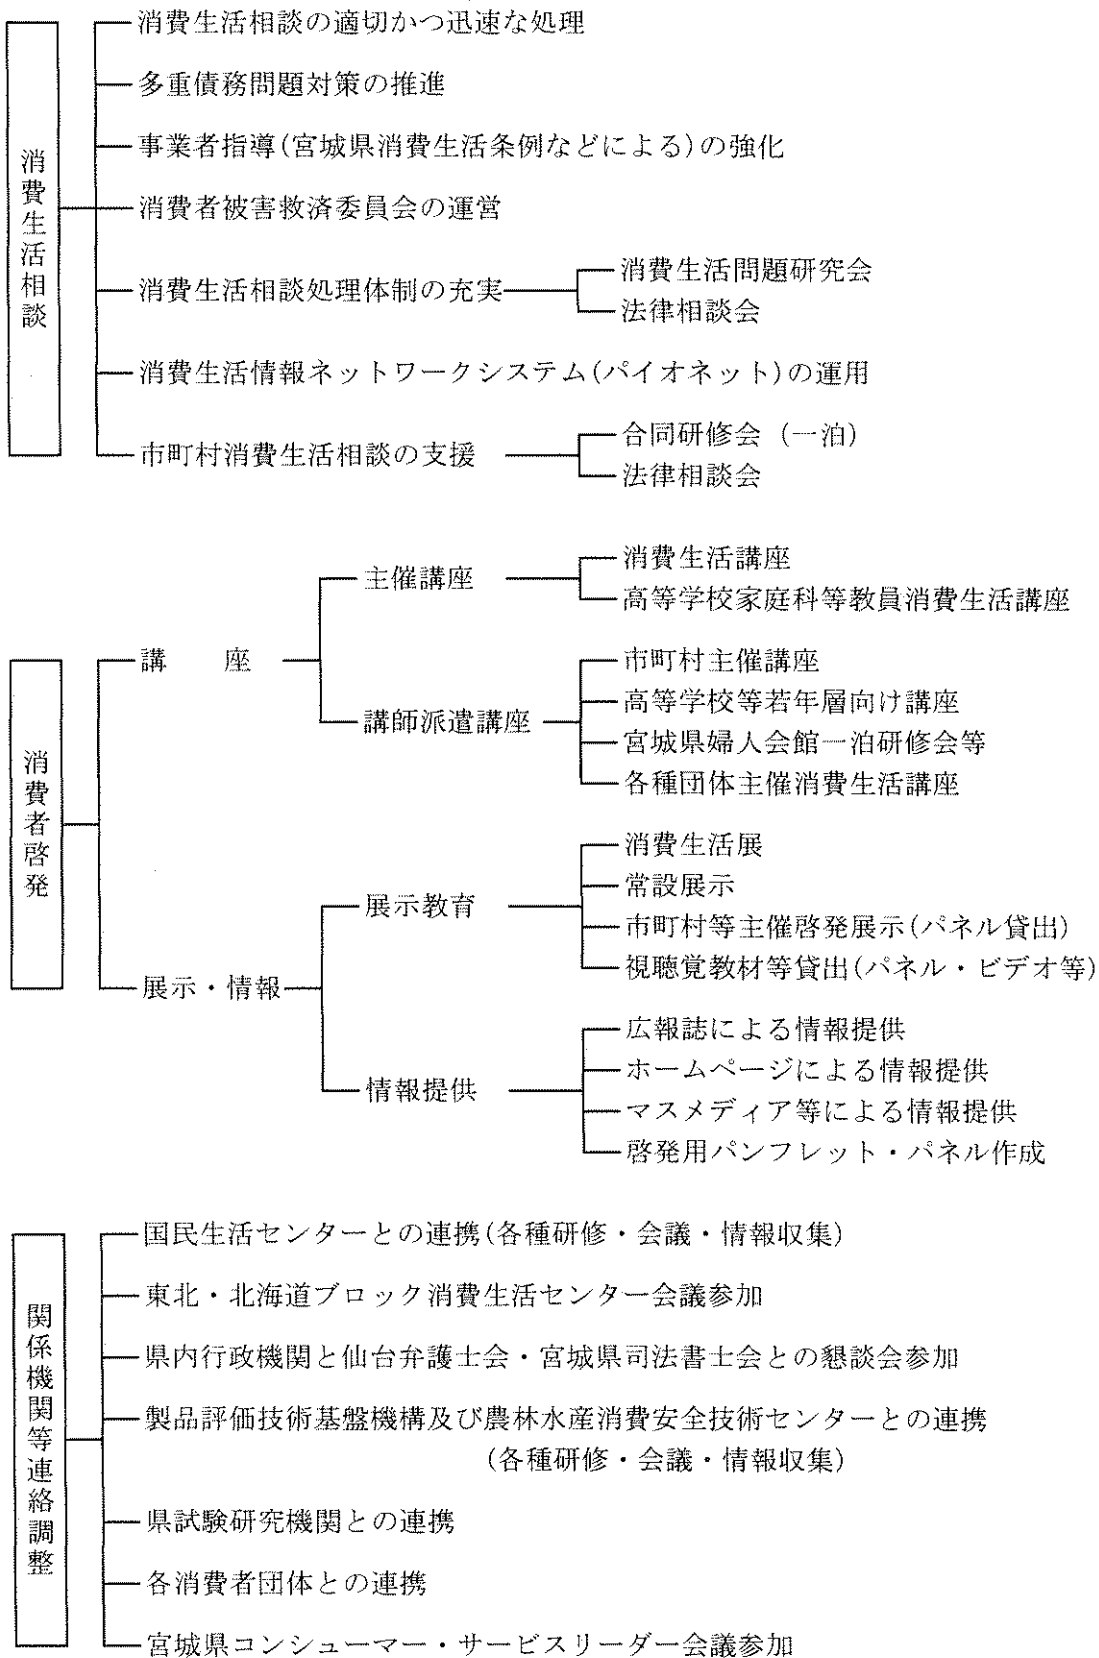 消費生活相談
消費生活相談の適切かつ迅速な処理
多重債務問題対策の推進
事業者指導(宮城県消費生活条例などによる)の強化
消費者被害救済委員会の運営
消費生活相談処理体制の充実
消費生活問題研究会
法律相談会
消費生活情報ネットワークシステム(パイオネット)の運用
市町村消費生活相談の支援
合同研修会 (一泊)
法律相談会
消費者啓発
講　　座
主催講座
消費生活講座
高等学校家庭科等教員消費生活講座
講師派遣講座
市町村主催講座
高等学校等若年層向け講座
宮城県婦人会館一泊研修会等
各種団体主催消費生活講座
展示・情報
展示教育
消費生活展
常設展示
市町村等主催啓発展示(パネル貸出)
視聴覚教材等貸出(パネル・ビデオ等)
情報提供
広報誌による情報提供
ホームページによる情報提供
マスメディア等による情報提供
啓発用パンフレット・パネル作成
関係機関等連絡調整
国民生活センターとの連携(各種研修・会議・情報収集)
東北・北海道ブロック消費生活センター会議参加
県内行政機関と仙台弁護士会・宮城県司法書士会との懇談会参加
製品評価技術基盤機構及び農林水産消費安全技術センターとの連携
(各種研修・会議・情報収集)
県試験研究機関との連携
各消費者団体との連携
宮城県コンシューマー・サービスリーダー会議参加